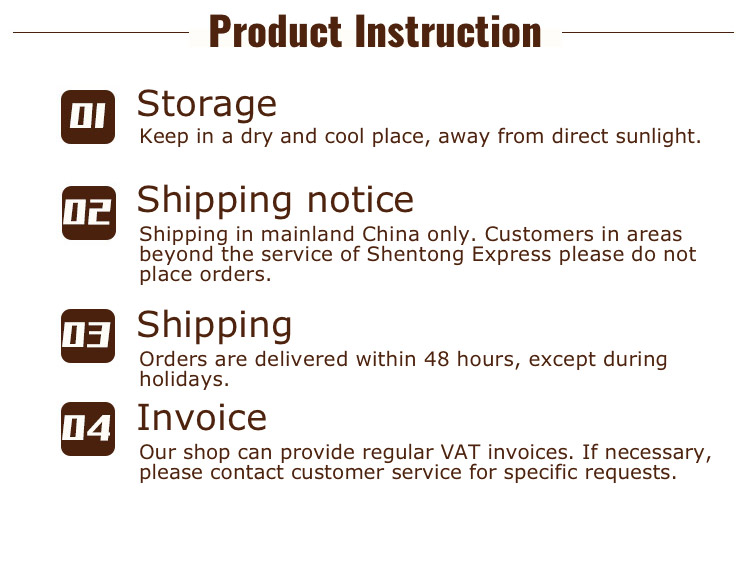 Product Instruction
01
Storage
Keep in a dry and cool place, away from direct sunlight.
02
Shipping notice
Shipping in mainland China only. Customers in areas
beyond the service of Shentong Express please do not
place orders.
03
Shipping
Orders are delivered within 48 hours, except during
holidays.
04
Invoice
Our shop can provide regular VAT invoices. If necessary,
please contact customer service for specific requests.